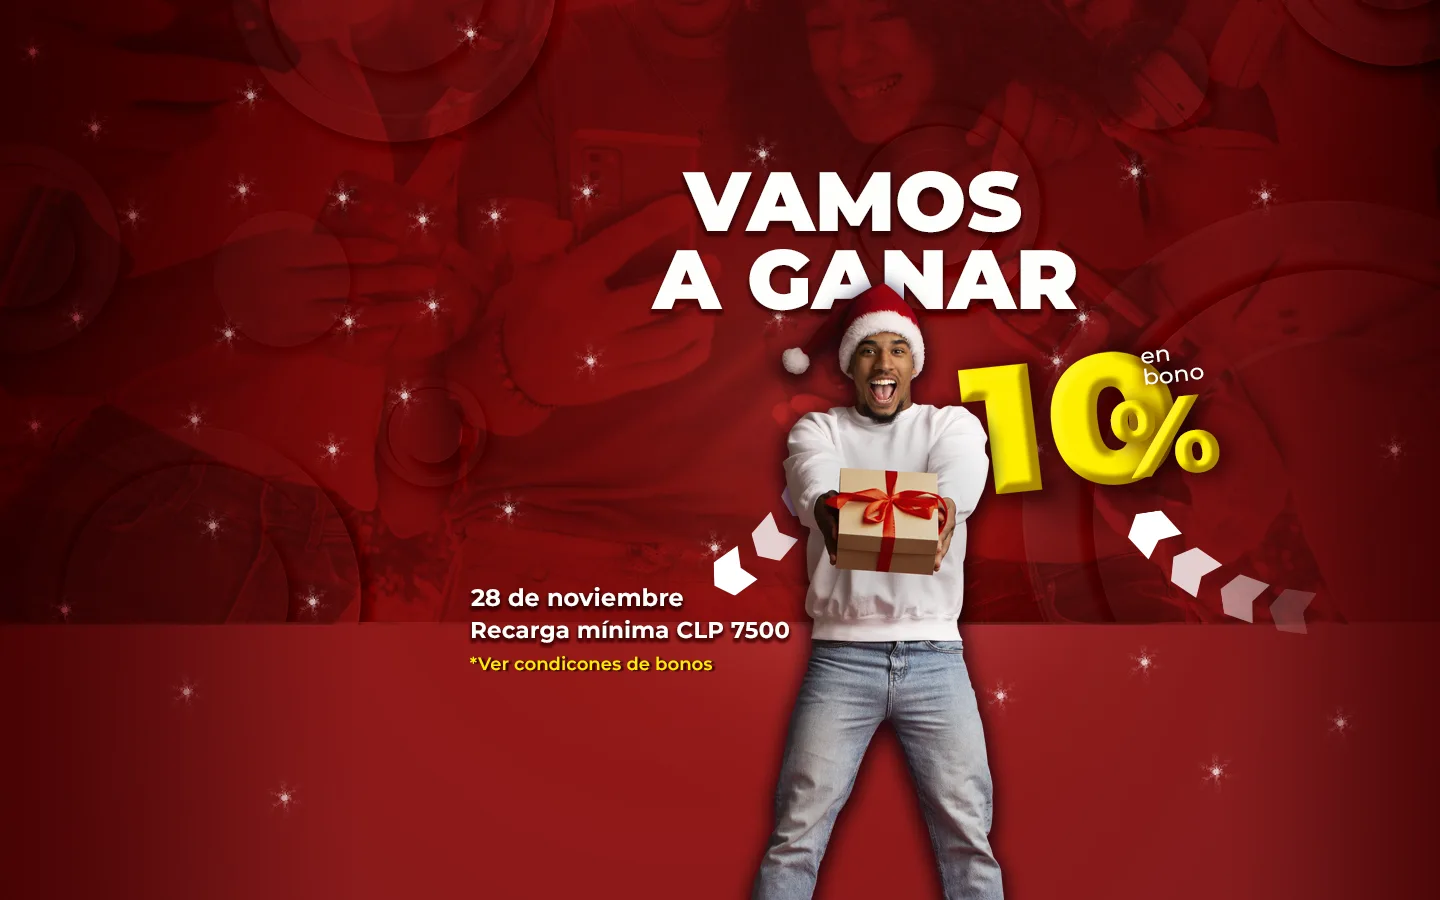 VAMOS
A GANAR
10%
en
bono
28 de noviembre
Recarga mínima CLP 7500
*Ver condicones de bonos